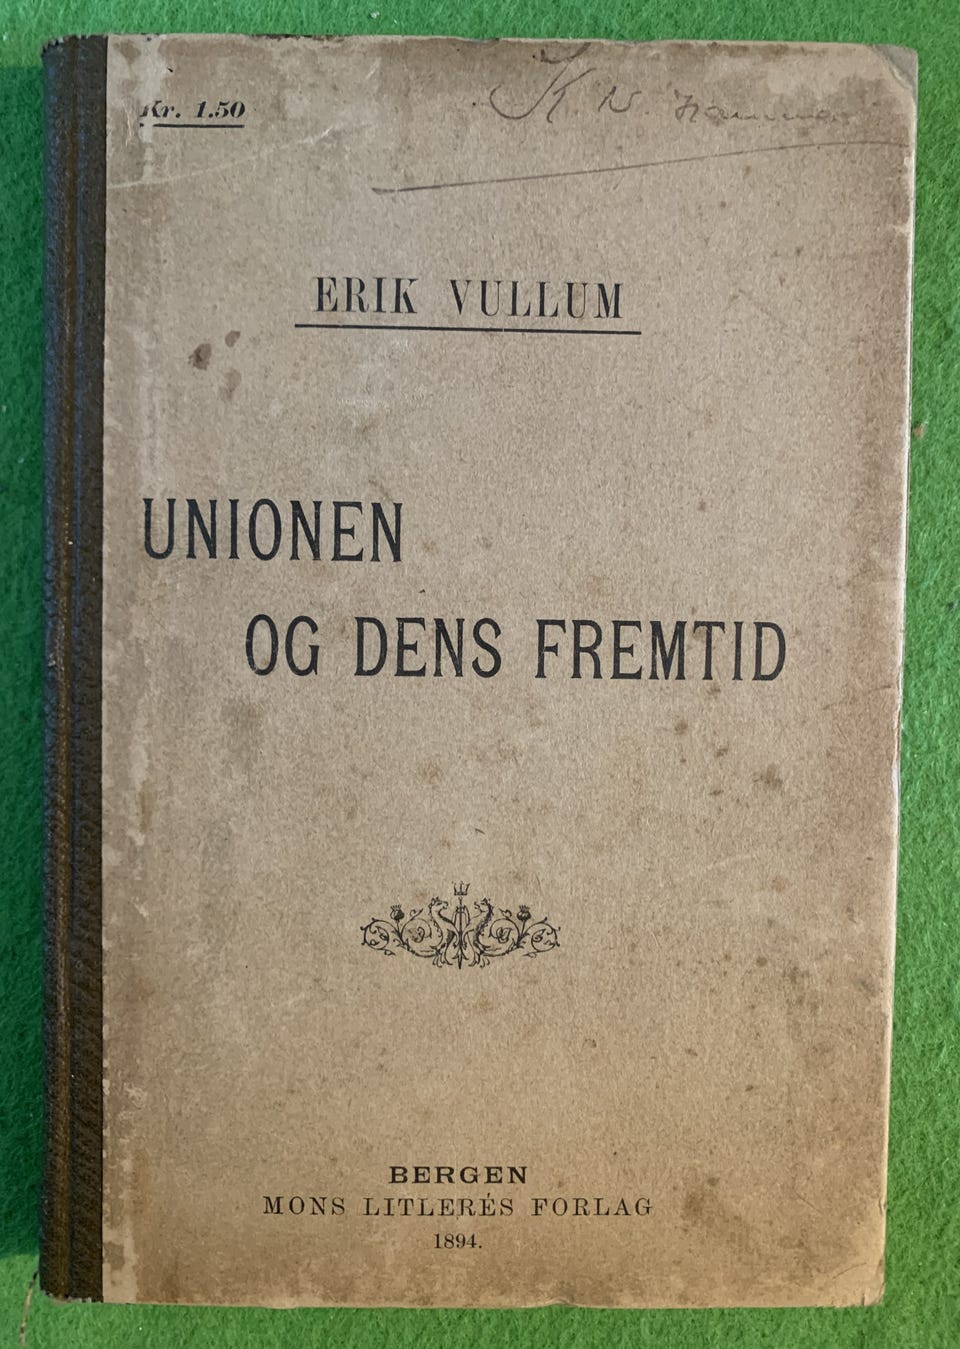 Kr. 1.50
K N.
ERIK VULLUM
UNIONEN
OG DENS FREMTID
BERGEN
MONS LITLERÉS FORLAG
1894.